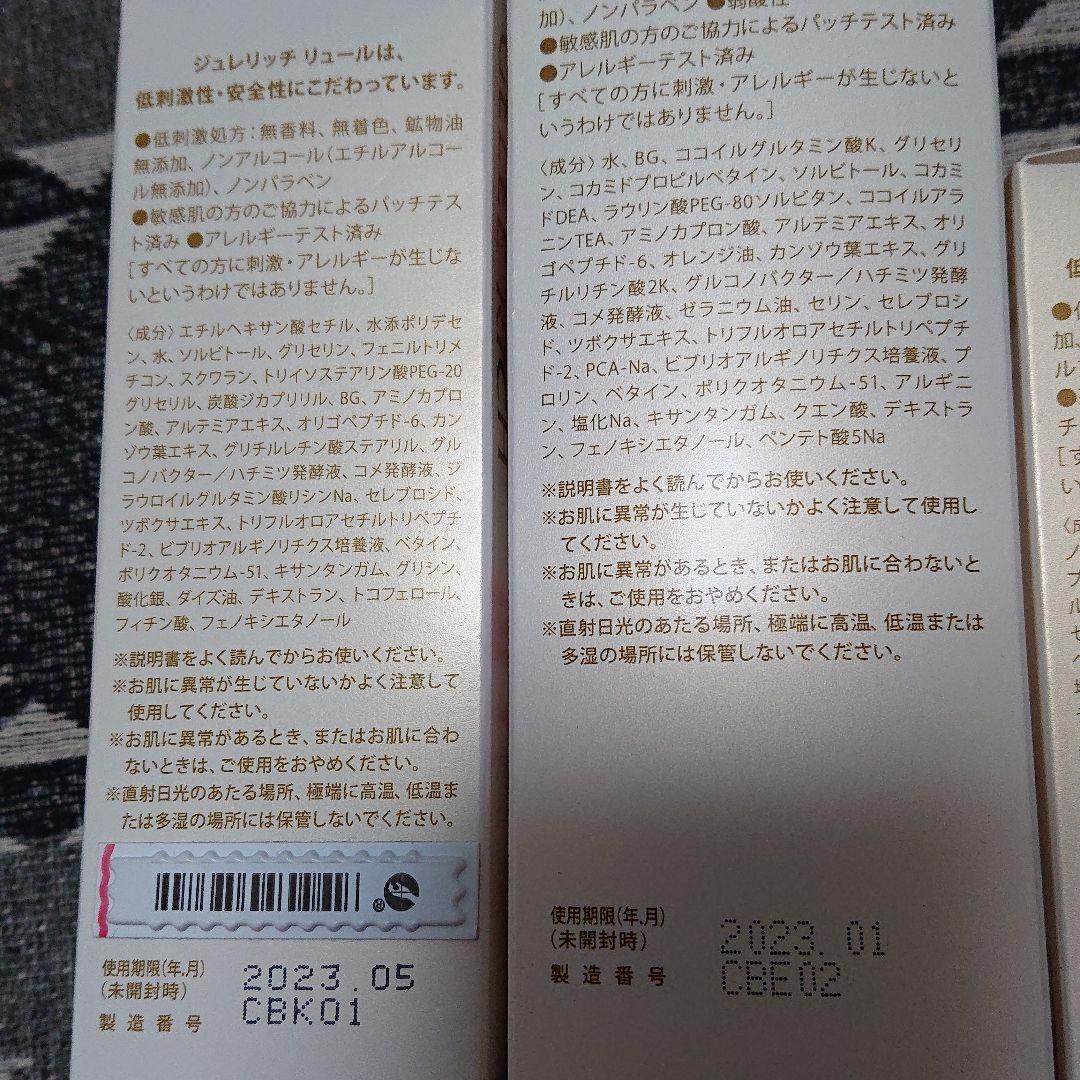 ジュレリッチ リュールは、
低刺激性・安全性にこだわっています。
●低刺激処方：無香料、無着色、鉱物油
無添加、ノンアルコール（エチルアルコー
ル無添加）、ノンパラベン
●敏感肌の方のご協力によるパッチテス
ト済み ●アレルギーテスト済み
［すべての方に刺激・アレルギーが生じな
いというわけではありません。］
〈成分〉エチルヘキサン酸セチル、水添ポリデセ
ン、水、ソルビトール、グリセリン、フェニルトリメ
チコン、スクワラン、トリイソステアリン酸PEG-20
グリセリル、炭酸ジカプリリル、BG、アミノカプロ
ン酸、アルテミアエキス、オリゴペプチド-6、カン
ゾウ葉エキス、グリチルレチン酸ステアリル、グル
コノバクター／ハチミツ発酵液、コメ発酵液、ジ
ラウロイルグルタミン酸リシンNa、セレブロシド、
ツボクサエキス、トリフルオロアセチルトリペプチ
ド-2、ビブリオアルギノリチクス培養液、ベタイン、
ポリクオタニウム-51、キサンタンガム、グリシン、
酸化銀、ダイズ油、デキストラン、トコフェロール、
フィチン酸、フェノキシエタノール
※説明書をよく読んでからお使いください。
※お肌に異常が生じていないかよく注意して
使用してください。
※お肌に異常があるとき、またはお肌に合わ
ないときは、ご使用をおやめください。
※直射日光のあたる場所、極端に高温、低温ま
たは多湿の場所には保管しないでください。
®
使用期限(年,月)
(未開封時)
2023.05
製造番号
CBK01
加）、ノンパラベン ●弱酸性
●敏感肌の方のご協力によるパッチテスト済み
●アレルギーテスト済み
［すべての方に刺激・アレルギーが生じないと
いうわけではありません。］
〈成分〉水、BG、ココイルグルタミン酸K、グリセリ
ン、コカミドプロピルベタイン、ソルビトール、コカミ
ドDEA、ラウリン酸PEG-80ソルビタン、ココイルアラ
ニンTEA、アミノカプロン酸、アルテミアエキス、オリ
ゴペプチド-6、オレンジ油、カンゾウ葉エキス、グリ
チルリチン酸2K、グルコノバクター／ハチミツ発酵
液、コメ発酵液、ゼラニウム油、セリン、セレブロシ
ド、ツボクサエキス、トリフルオロアセチルトリペプチ
ド-2、PCA-Na、ビブリオアルギノリチクス培養液、プ
ロリン、ベタイン、ポリクオタニウム-51、アルギニ
ン、塩化Na、キサンタンガム、クエン酸、デキストラ
ン、フェノキシエタノール、ペンテト酸5Na
※説明書をよく読んでからお使いください。
※お肌に異常が生じていないかよく注意して使用し
てください。
※お肌に異常があるとき、またはお肌に合わないと
きは、ご使用をおやめください。
※直射日光のあたる場所、極端に高温、低温または
多湿の場所には保管しないでください。
使用期限(年,月)
(未開封時)
2023.01
製造番号
CBE02